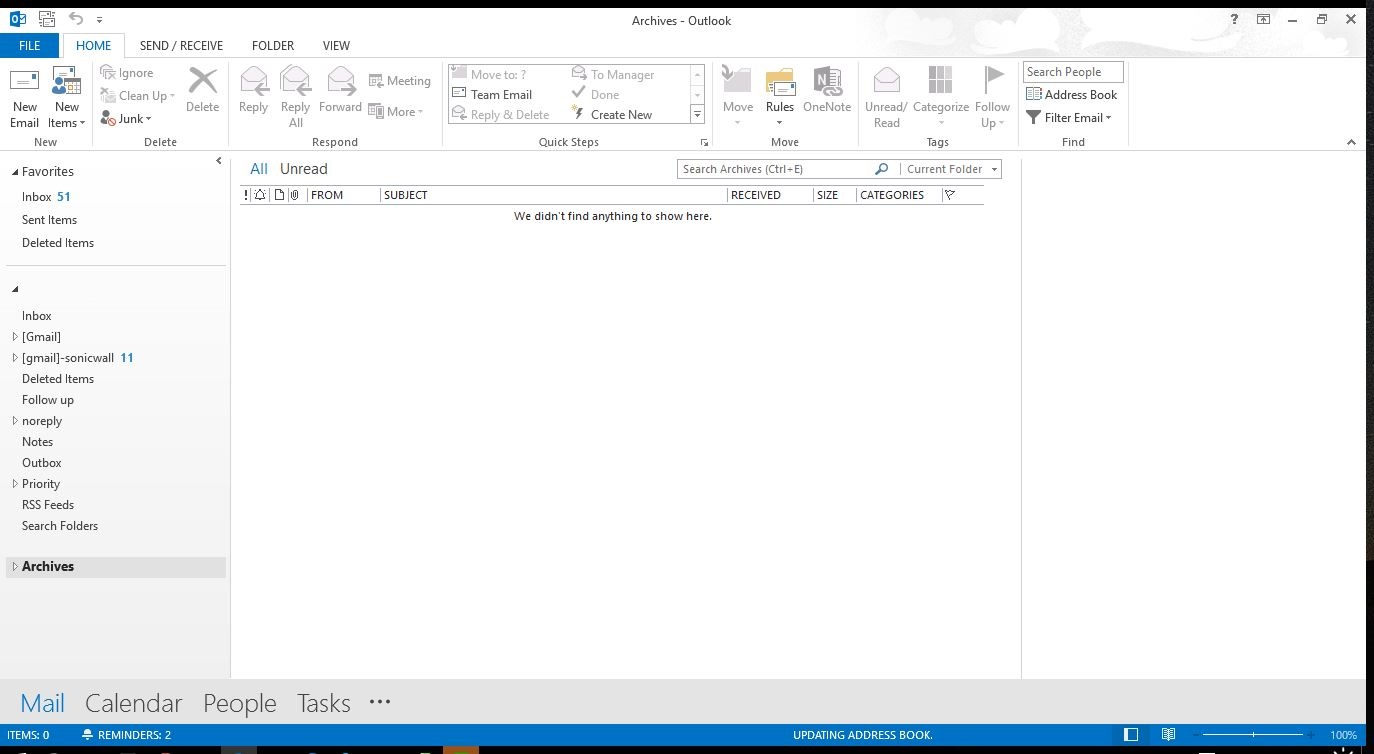 Archives - Outlook
?
FILE HOME SEND / RECEIVE FOLDER VIEW
New Email
New Items
New
Ignore
Clean Up
Junk
Delete
Delete
Reply
Reply All
Forward
Meeting
More
Respond
Move to: ?
Team Email
Reply & Delete
To Manager
Done
Create New
Quick Steps
Move
Rules
OneNote
Move
Unread/ Read
Categorize
Follow Up
Tags
Search People
Address Book
Filter Email
Find
Favorites
Inbox 51
Sent Items
Deleted Items
Inbox
[Gmail]
[gmail]-sonicwall 11
Deleted Items
Follow up
noreply
Notes
Outbox
Priority
RSS Feeds
Search Folders
Archives
All Unread
Search Archives (Ctrl+E) Current Folder
! FROM SUBJECT RECEIVED SIZE CATEGORIES
We didn't find anything to show here.
Mail Calendar People Tasks ···
ITEMS: 0 REMINDERS: 2 UPDATING ADDRESS BOOK. 100%